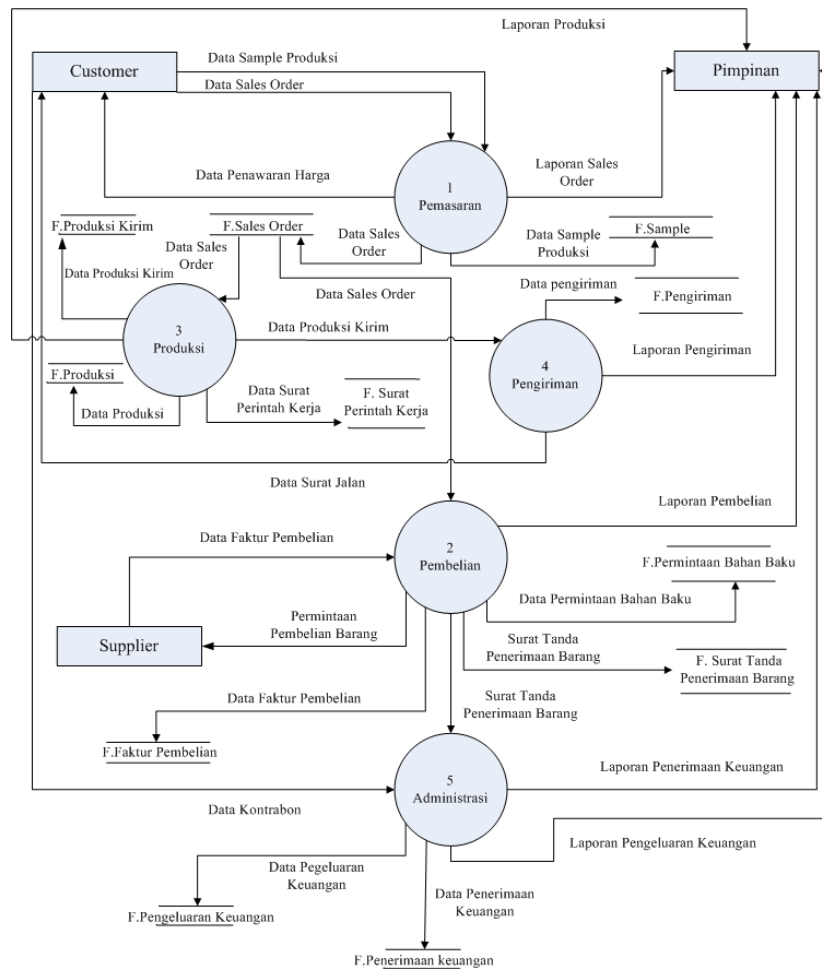 Laporan Produksi
Customer
Data Sample Produksi
Pimpinan
Data Sales Order
Data Penawaran Harga
1
Pemasaran
Laporan Sales
Order
F.Produksi Kirim
F.Sales Order
Data Sales
Order
Data Sales
Order
Data Sample
Produksi
F.Sample
Data Produksi Kirim
Data Sales Order
Data pengiriman
F.Pengiriman
3
Produksi
Data Produksi Kirim
4
Pengiriman
Laporan Pengiriman
F.Produksi
Data Produksi
Data Surat
Perintah Kerja
F. Surat
Perintah Kerja
Data Surat Jalan
Laporan Pembelian
Data Faktur Pembelian
2
Pembelian
F.Permintaan Bahan Baku
Data Permintaan Bahan Baku
Supplier
Permintaan
Pembelian Barang
Surat Tanda
Penerimaan Barang
F. Surat Tanda
Penerimaan Barang
Data Faktur Pembelian
Surat Tanda
Penerimaan Barang
F.Faktur Pembelian
5
Administrasi
Laporan Penerimaan Keuangan
Data Kontrabon
Laporan Pengeluaran Keuangan
Data Pegeluaran
Keuangan
Data Penerimaan
Keuangan
F.Pengeluaran Keuangan
F.Penerimaan keuangan